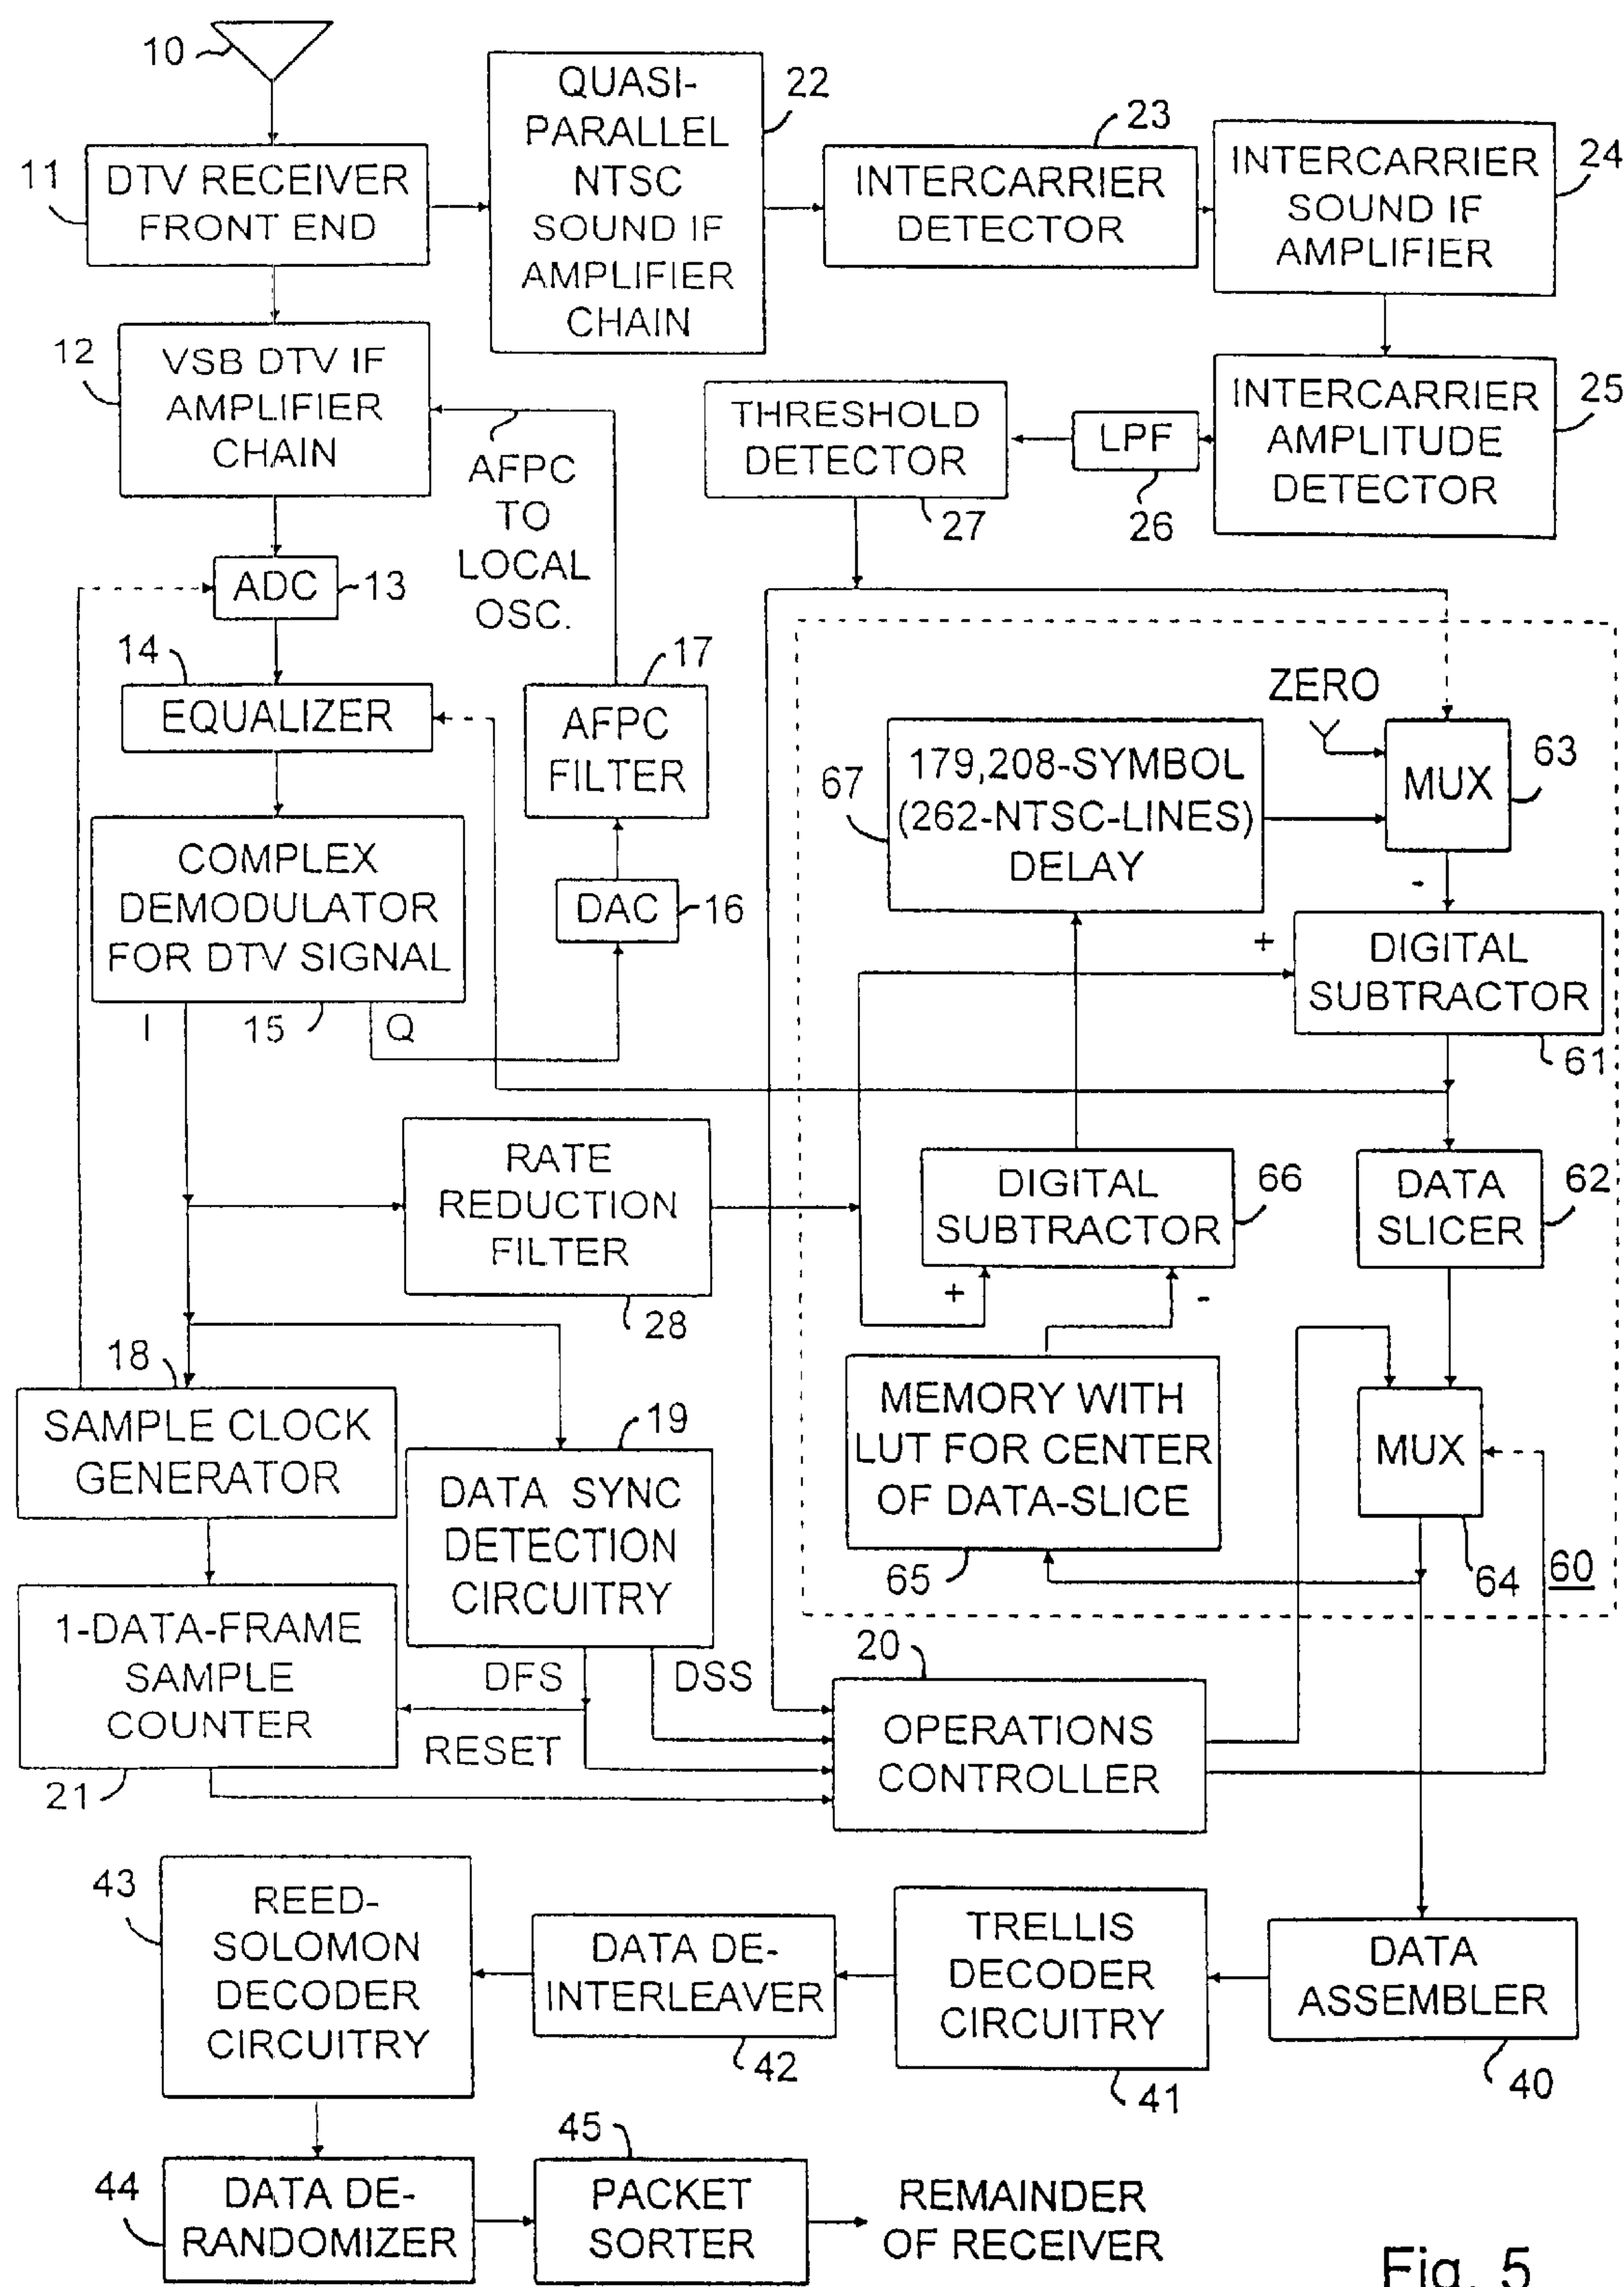 10
QUASI-
PARALLEL
NTSC
SOUND IF
AMPLIFIER
CHAIN
22
11
DTV RECEIVER
FRONT END
23
INTERCARRIER
DETECTOR
24
INTERCARRIER
SOUND IF
AMPLIFIER
12
VSB DTV IF
AMPLIFIER
CHAIN
AFPC
TO
LOCAL
OSC.
THRESHOLD
DETECTOR
27
LPF
26
INTERCARRIER
AMPLITUDE
DETECTOR
25
ADC
13
14
EQUALIZER
17
AFPC
FILTER
ZERO
67
179,208-SYMBOL
(262-NTSC-LINES)
DELAY
MUX
63
-
COMPLEX
DEMODULATOR
FOR DTV SIGNAL
DAC
16
+
DIGITAL
SUBTRACTOR
61
I
15
Q
RATE
REDUCTION
FILTER
28
DIGITAL
SUBTRACTOR
66
+
-
DATA
SLICER
62
18
SAMPLE CLOCK
GENERATOR
19
DATA SYNC
DETECTION
CIRCUITRY
MEMORY WITH
LUT FOR CENTER
OF DATA-SLICE
65
MUX
64
60
1-DATA-FRAME
SAMPLE
COUNTER
21
DFS
DSS
RESET
20
OPERATIONS
CONTROLLER
43
REED-
SOLOMON
DECODER
CIRCUITRY
DATA DE-
INTERLEAVER
42
TRELLIS
DECODER
CIRCUITRY
41
DATA
ASSEMBLER
40
44
DATA DE-
RANDOMIZER
45
PACKET
SORTER
REMAINDER
OF RECEIVER
Fig. 5